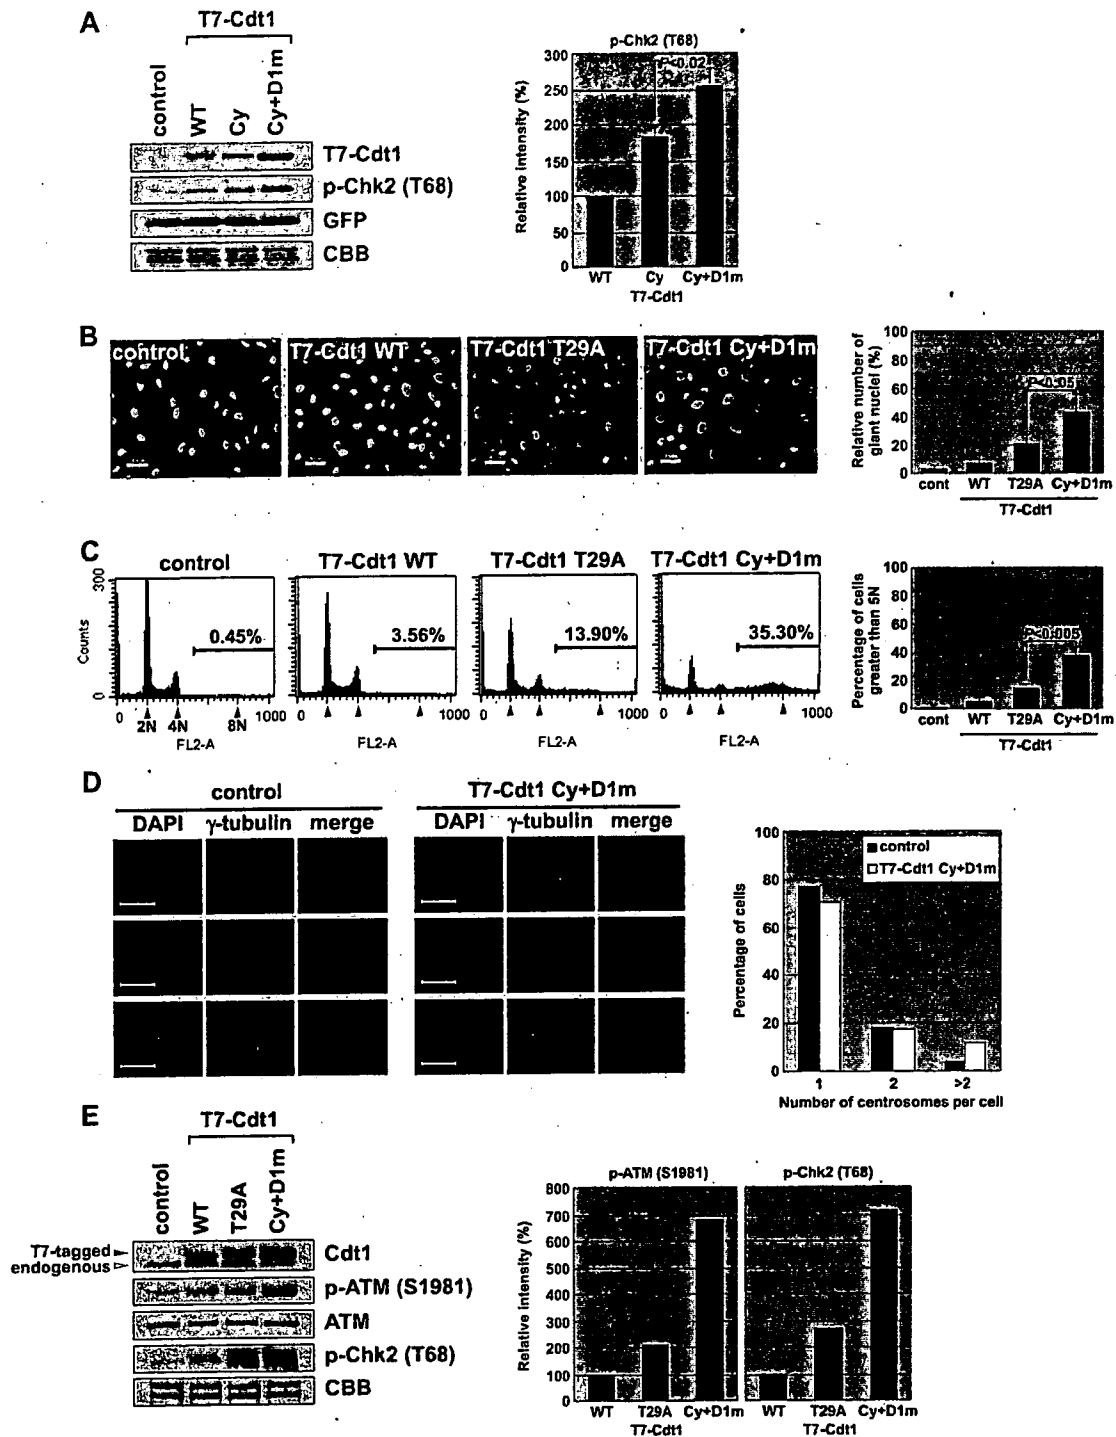 A
T7-Cdt1
control
WT
Cy
Cy+D1m
T7-Cdt1
p-Chk2 (T68)
GFP
CBB
p-Chk2 (T68)
P<0.02
Relative intensity (%)
300
250
200
150
100
50
0
WT Cy Cy+D1m
T7-Cdt1
B
control
T7-Cdt1 WT
T7-Cdt1 T29A
T7-Cdt1 Cy+D1m
Relative number of
giant nuclei (%)
100
80
60
40
20
0
P<0.05
cont WT T29A Cy+D1m
T7-Cdt1
C
control
T7-Cdt1 WT
T7-Cdt1 T29A
T7-Cdt1 Cy+D1m
300
Counts
0
0.45%
3.56%
13.90%
35.30%
0 2N 4N 8N 1000
0 1000
0 1000
0 1000
FL2-A
FL2-A
FL2-A
FL2-A
Percentage of cells
greater than 5N
100
80
60
40
20
0
P<0.005
cont WT T29A Cy+D1m
T7-Cdt1
D
control
DAPI γ-tubulin merge
T7-Cdt1 Cy+D1m
DAPI γ-tubulin merge
Percentage of cells
100
80
60
40
20
0
control
T7-Cdt1 Cy+D1m
1 2 >2
Number of centrosomes per cell
E
T7-Cdt1
control
WT
T29A
Cy+D1m
T7-tagged
endogenous
Cdt1
p-ATM (S1981)
ATM
p-Chk2 (T68)
CBB
p-ATM (S1981)
p-Chk2 (T68)
Relative intensity (%)
800
700
600
500
400
300
200
100
0
WT T29A Cy+D1m
WT T29A Cy+D1m
T7-Cdt1
T7-Cdt1